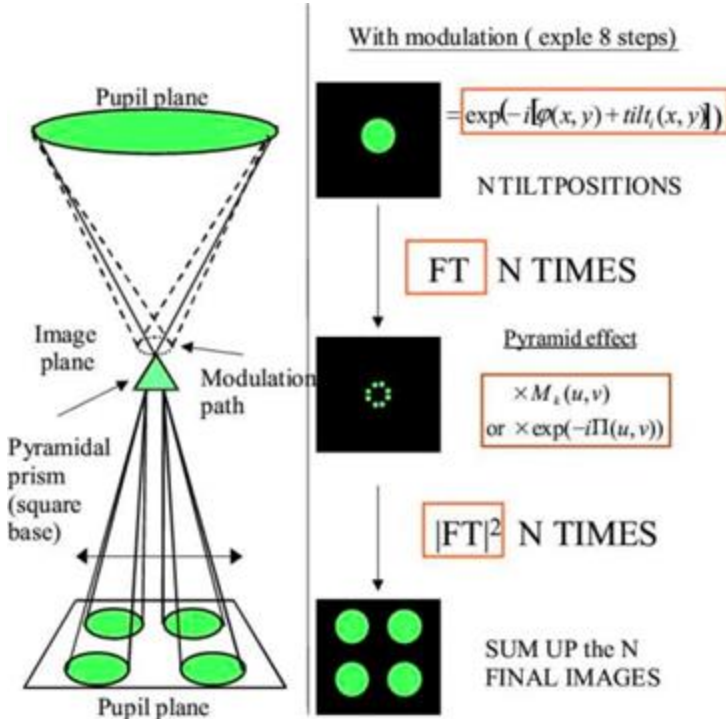 Pupil plane
Image
plane
Modulation
path
Pyramidal
prism
(square
base)
Pupil plane
With modulation ( exple 8 steps)
= exp(-i[φ(x, y) + tilt_i(x, y)])
N TILTPOSITIONS
FT N TIMES
Pyramid effect
×M_k(u,v)
or ×exp(-iΠ(u,v))
|FT|² N TIMES
SUM UP the N
FINAL IMAGES